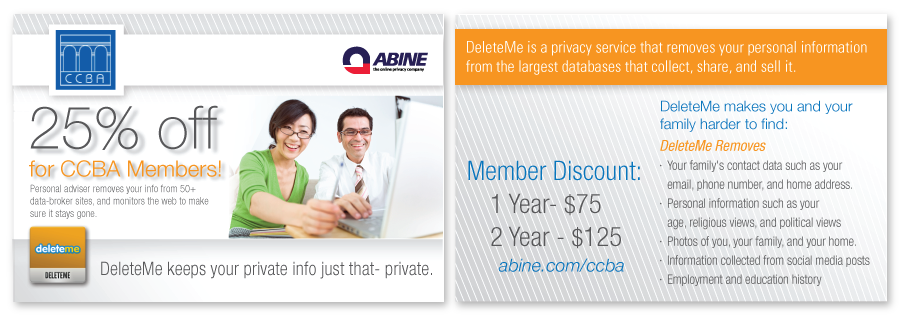 CCBA
ABINE
the online privacy company
25% off
for CCBA Members!
Personal adviser removes your info from 50+
data-broker sites, and monitors the web to make
sure it stays gone.
deleteme
DELETEME
DeleteMe keeps your private info just that- private.
DeleteMe is a privacy service that removes your personal information
from the largest databases that collect, share, and sell it.
Member Discount:
1 Year- $75
2 Year - $125
abine.com/ccba
DeleteMe makes you and your
family harder to find:
DeleteMe Removes
· Your family's contact data such as your
email, phone number, and home address.
· Personal information such as your
age, religious views, and political views
· Photos of you, your family, and your home.
· Information collected from social media posts
· Employment and education history